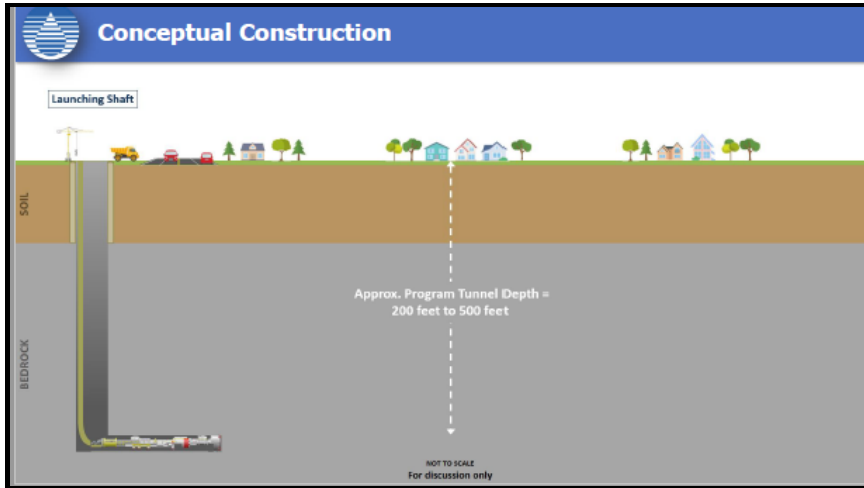 Conceptual Construction
Launching Shaft
SOIL
Approx. Program Tunnel Depth =
200 feet to 500 feet
BEDROCK
NOT TO SCALE
For discussion only